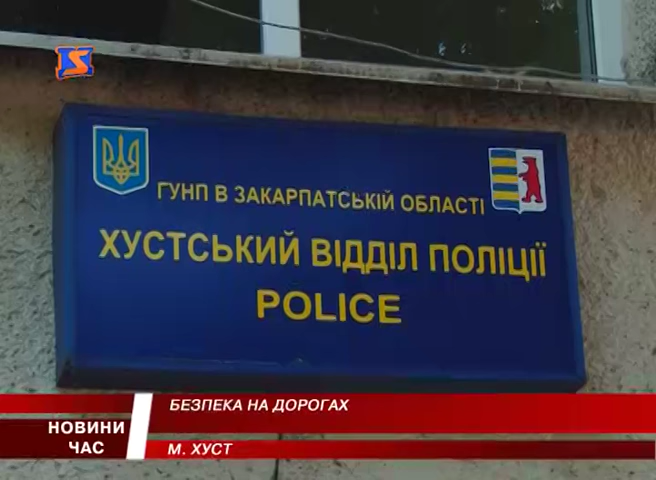 ГУНП В ЗАКАРПАТСЬКІЙ ОБЛАСТІ
ХУСТСЬКИЙ ВІДДІЛ ПОЛІЦІЇ
POLICE
БЕЗПЕКА НА ДОРОГАХ
НОВИНИ
ЧАС
М. ХУСТ